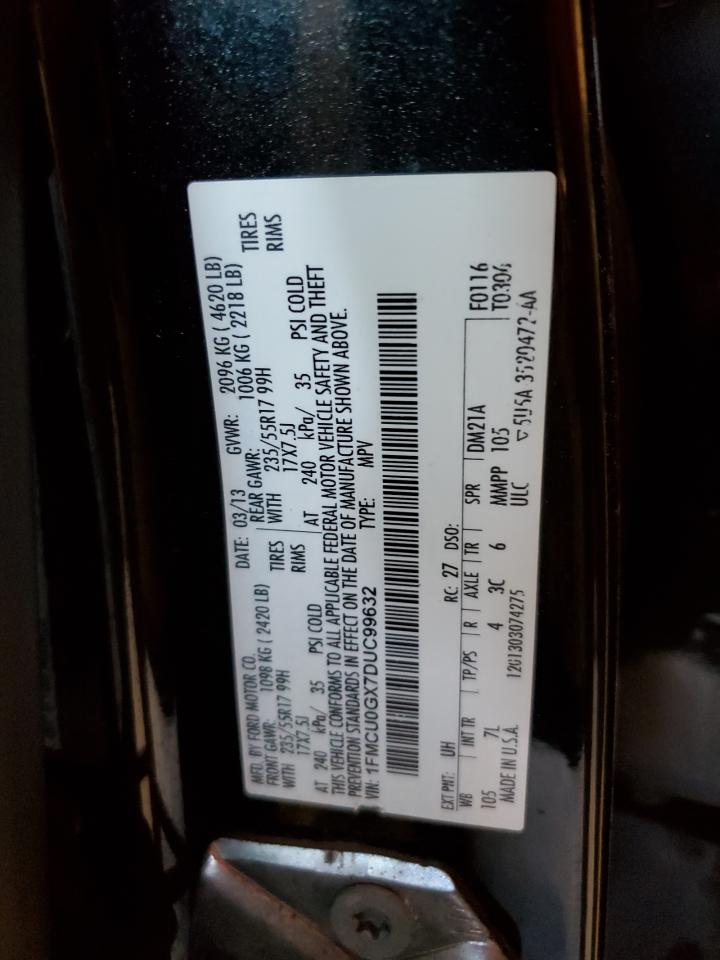 MFD. BY FORD MOTOR CO.
DATE: 03/13 GVWR: 2096 KG ( 4620 LB)
FRONT GAWR: 1098 KG ( 2420 LB) REAR GAWR: 1006 KG ( 2218 LB)
WITH 235/55R17 99H TIRES WITH 235/55R17 99H TIRES
17X7.5J RIMS 17X7.5J RIMS
AT 240 kPa/ 35 PSI COLD AT 240 kPa/ 35 PSI COLD
THIS VEHICLE CONFORMS TO ALL APPLICABLE FEDERAL MOTOR VEHICLE SAFETY AND THEFT
PREVENTION STANDARDS IN EFFECT ON THE DATE OF MANUFACTURE SHOWN ABOVE.
VIN: 1FMCU0GX7DUC99632 TYPE: MPV
EXT PNT: UH RC: 27 DSO: F0116
WB INT TR TP/PS R AXLE TR SPR DM21A T0304
105 7L 4 3C 6 MMPP 105
MADE IN U.S.A. 1201303074275 ULC ▽5U5A 3520472-AA